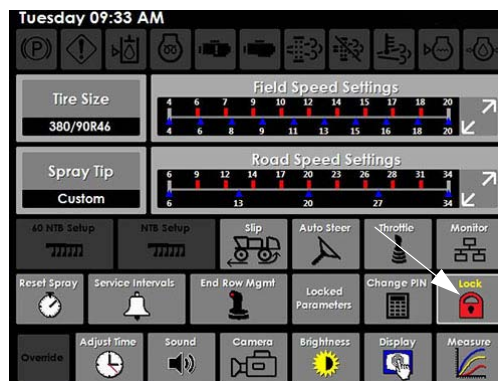 Tuesday 09:33 AM
(P)
Tire Size
380/90R46
Field Speed Settings
4 6 7 9 10 12 14 15 17 18 20
4 6 8 9 11 13 15 16 18 20
Spray Tip
Custom
Road Speed Settings
6 9 12 14 17 20 23 26 28 31 34
6 13 20 27 34
60 NTB Setup
NTB Setup
Slip
Auto Steer
Throttle
Monitor
Reset Spray
Service Intervals
End Row Mgmt
Locked
Parameters
Change PIN
Lock
Override
Adjust Time
Sound
Camera
Brightness
Display
Measure